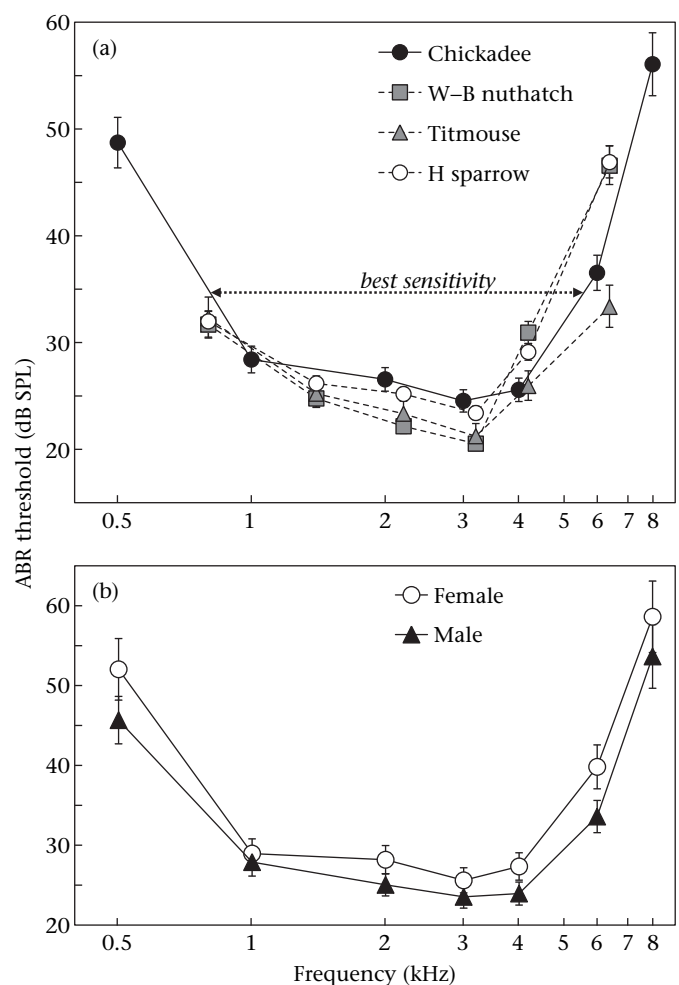 60
(a)
Chickadee
W–B nuthatch
50
Titmouse
H sparrow
40
best sensitivity
30
20
0.5 1 2 3 4 5 6 7 8
ABR threshold (dB SPL)
(b)
60
Female
Male
50
40
30
20
0.5 1 2 3 4 5 6 7 8
Frequency (kHz)